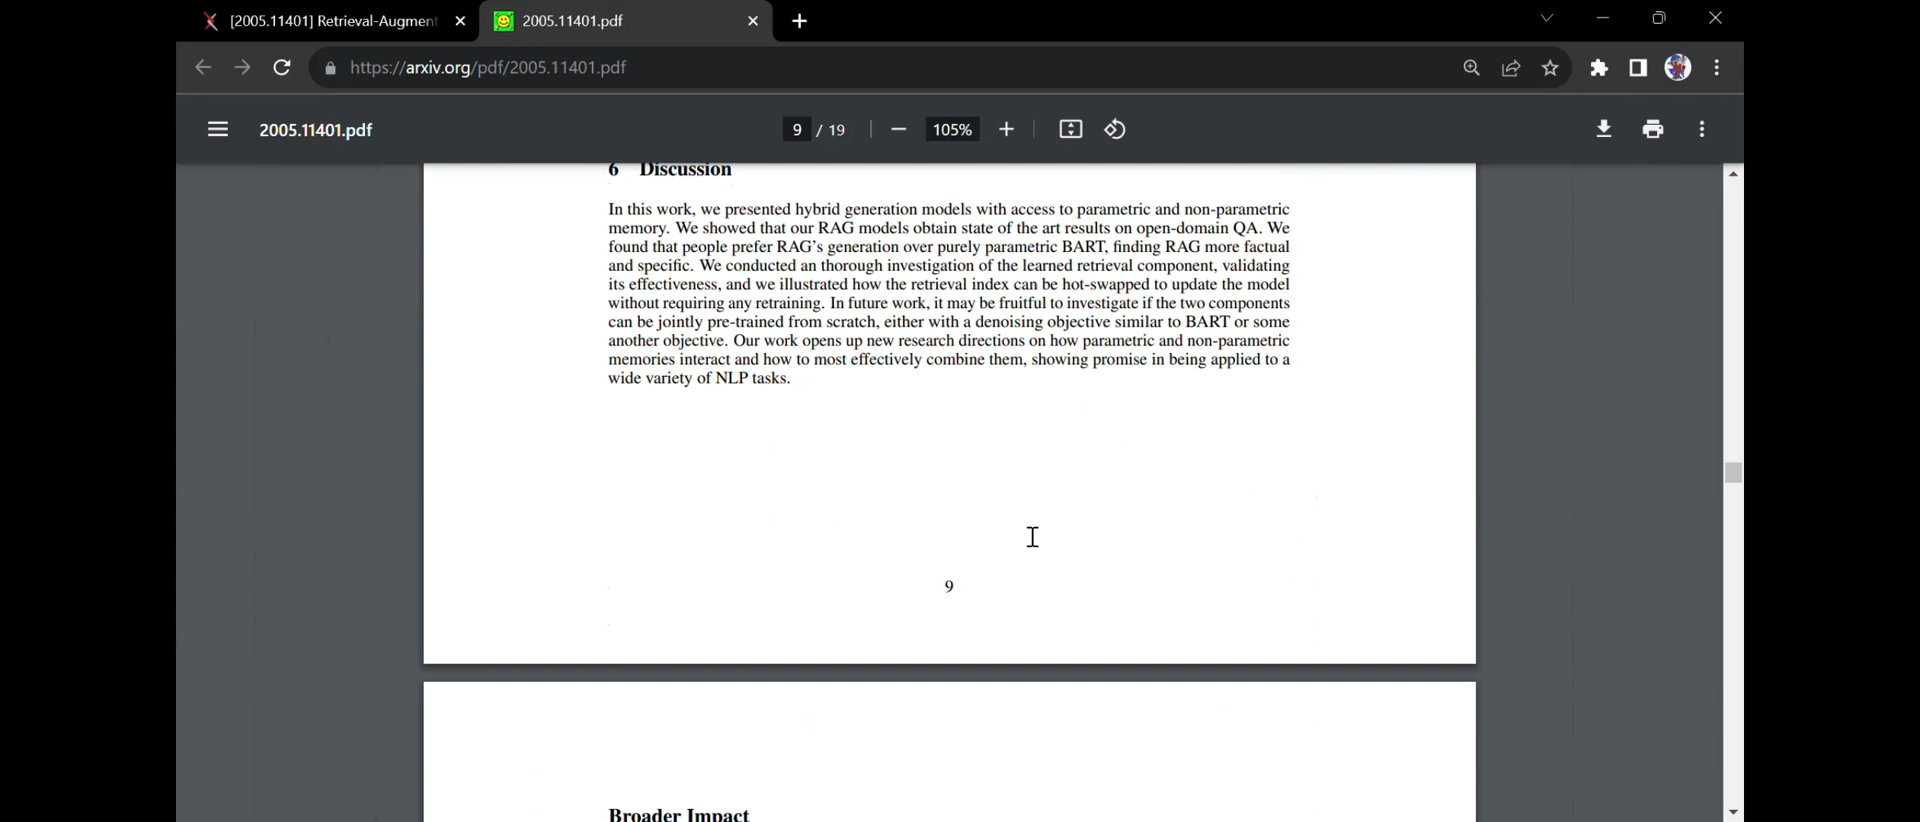 [2005.11401] Retrieval-Augment
2005.11401.pdf
https://arxiv.org/pdf/2005.11401.pdf
2005.11401.pdf
9 / 19
105%
6 Discussion
In this work, we presented hybrid generation models with access to parametric and non-parametric
memory. We showed that our RAG models obtain state of the art results on open-domain QA. We
found that people prefer RAG's generation over purely parametric BART, finding RAG more factual
and specific. We conducted an thorough investigation of the learned retrieval component, validating
its effectiveness, and we illustrated how the retrieval index can be hot-swapped to update the model
without requiring any retraining. In future work, it may be fruitful to investigate if the two components
can be jointly pre-trained from scratch, either with a denoising objective similar to BART or some
another objective. Our work opens up new research directions on how parametric and non-parametric
memories interact and how to most effectively combine them, showing promise in being applied to a
wide variety of NLP tasks.
9
Broader Impact